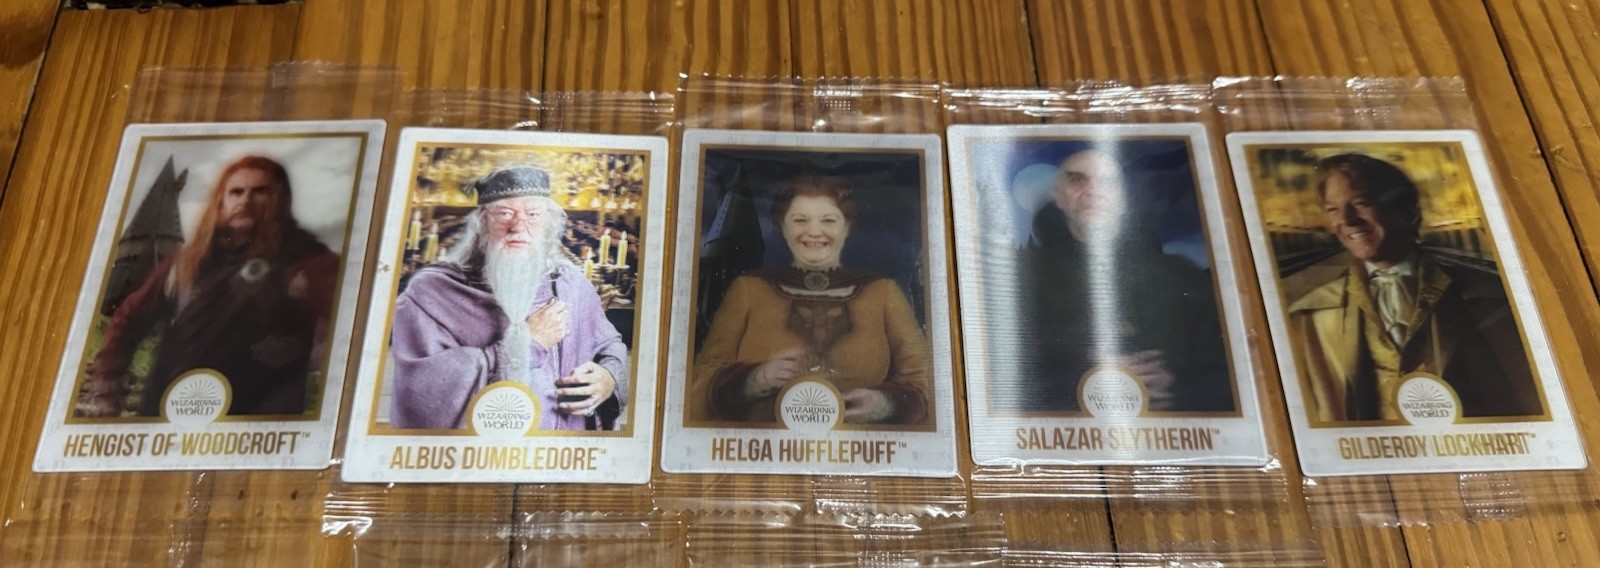 WIZARDING
WORLD
HENGIST OF WOODCROFT™
WIZARDING
WORLD
ALBUS DUMBLEDORE™
WIZARDING
WORLD
HELGA HUFFLEPUFF™
WIZARDING
WORLD
SALAZAR SLYTHERIN™
WIZARDING
WORLD
GILDEROY LOCKHART™